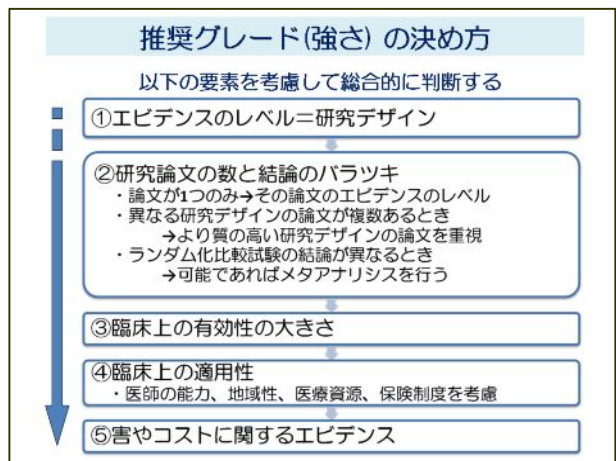 推奨グレード(強さ) の決め方
以下の要素を考慮して総合的に判断する
①エビデンスのレベル＝研究デザイン
②研究論文の数と結論のバラツキ
・論文が1つのみ→その論文のエビデンスのレベル
・異なる研究デザインの論文が複数あるとき
→より質の高い研究デザインの論文を重視
・ランダム化比較試験の結論が異なるとき
→可能であればメタアナリシスを行う
③臨床上の有効性の大きさ
④臨床上の適用性
・医師の能力、地域性、医療資源、保険制度を考慮
⑤害やコストに関するエビデンス